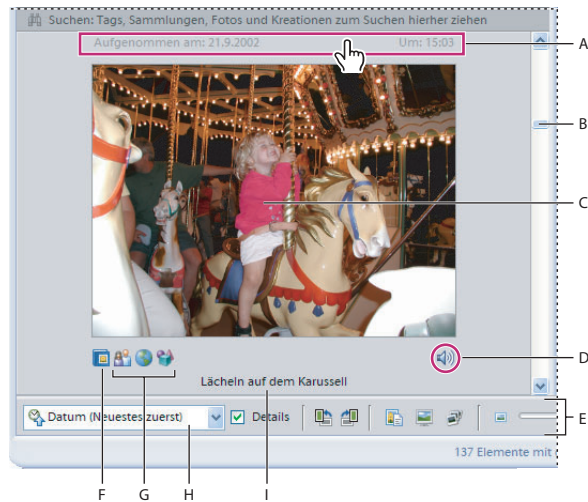 Suchen: Tags, Sammlungen, Fotos und Kreationen zum Suchen hierher ziehen
Aufgenommen am: 21.9.2002 Um: 15:03
A
B
C
D
Lächeln auf dem Karussell
Datum (Neuestes zuerst) Details
E
137 Elemente mit
F G H I